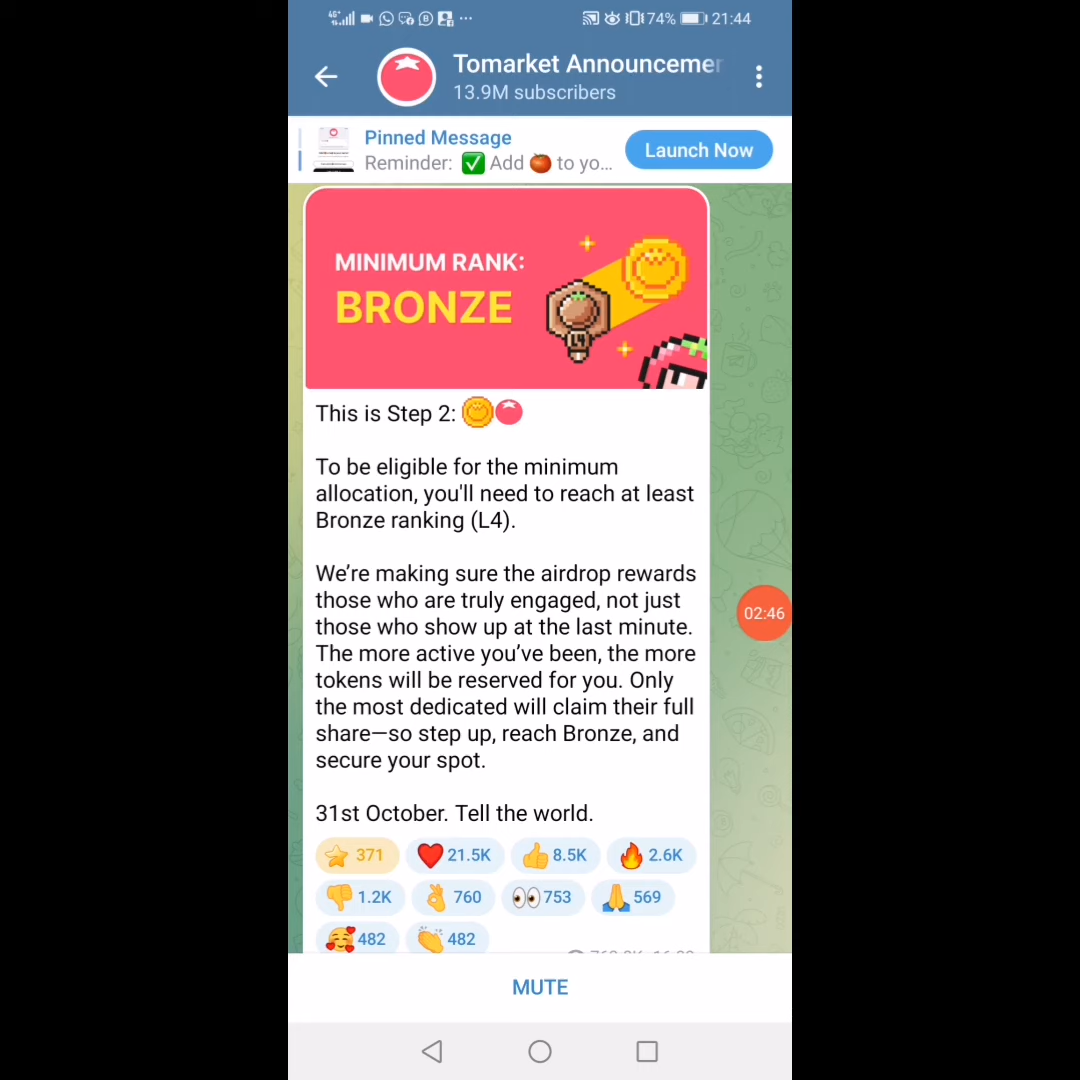 4G+ 74% 21:44
Tomarket Announcemen
13.9M subscribers
Pinned Message
Reminder: ✅ Add 🍅 to yo...
Launch Now
MINIMUM RANK:
BRONZE
L4
This is Step 2:
To be eligible for the minimum
allocation, you'll need to reach at least
Bronze ranking (L4).
We’re making sure the airdrop rewards
those who are truly engaged, not just
those who show up at the last minute.
The more active you’ve been, the more
tokens will be reserved for you. Only
the most dedicated will claim their full
share—so step up, reach Bronze, and
secure your spot.
31st October. Tell the world.
⭐ 371 ❤️ 21.5K 👍 8.5K 🔥 2.6K
👎 1.2K 👌 760 👀 753 🙏 569
🥰 482 👏 482
02:46
MUTE